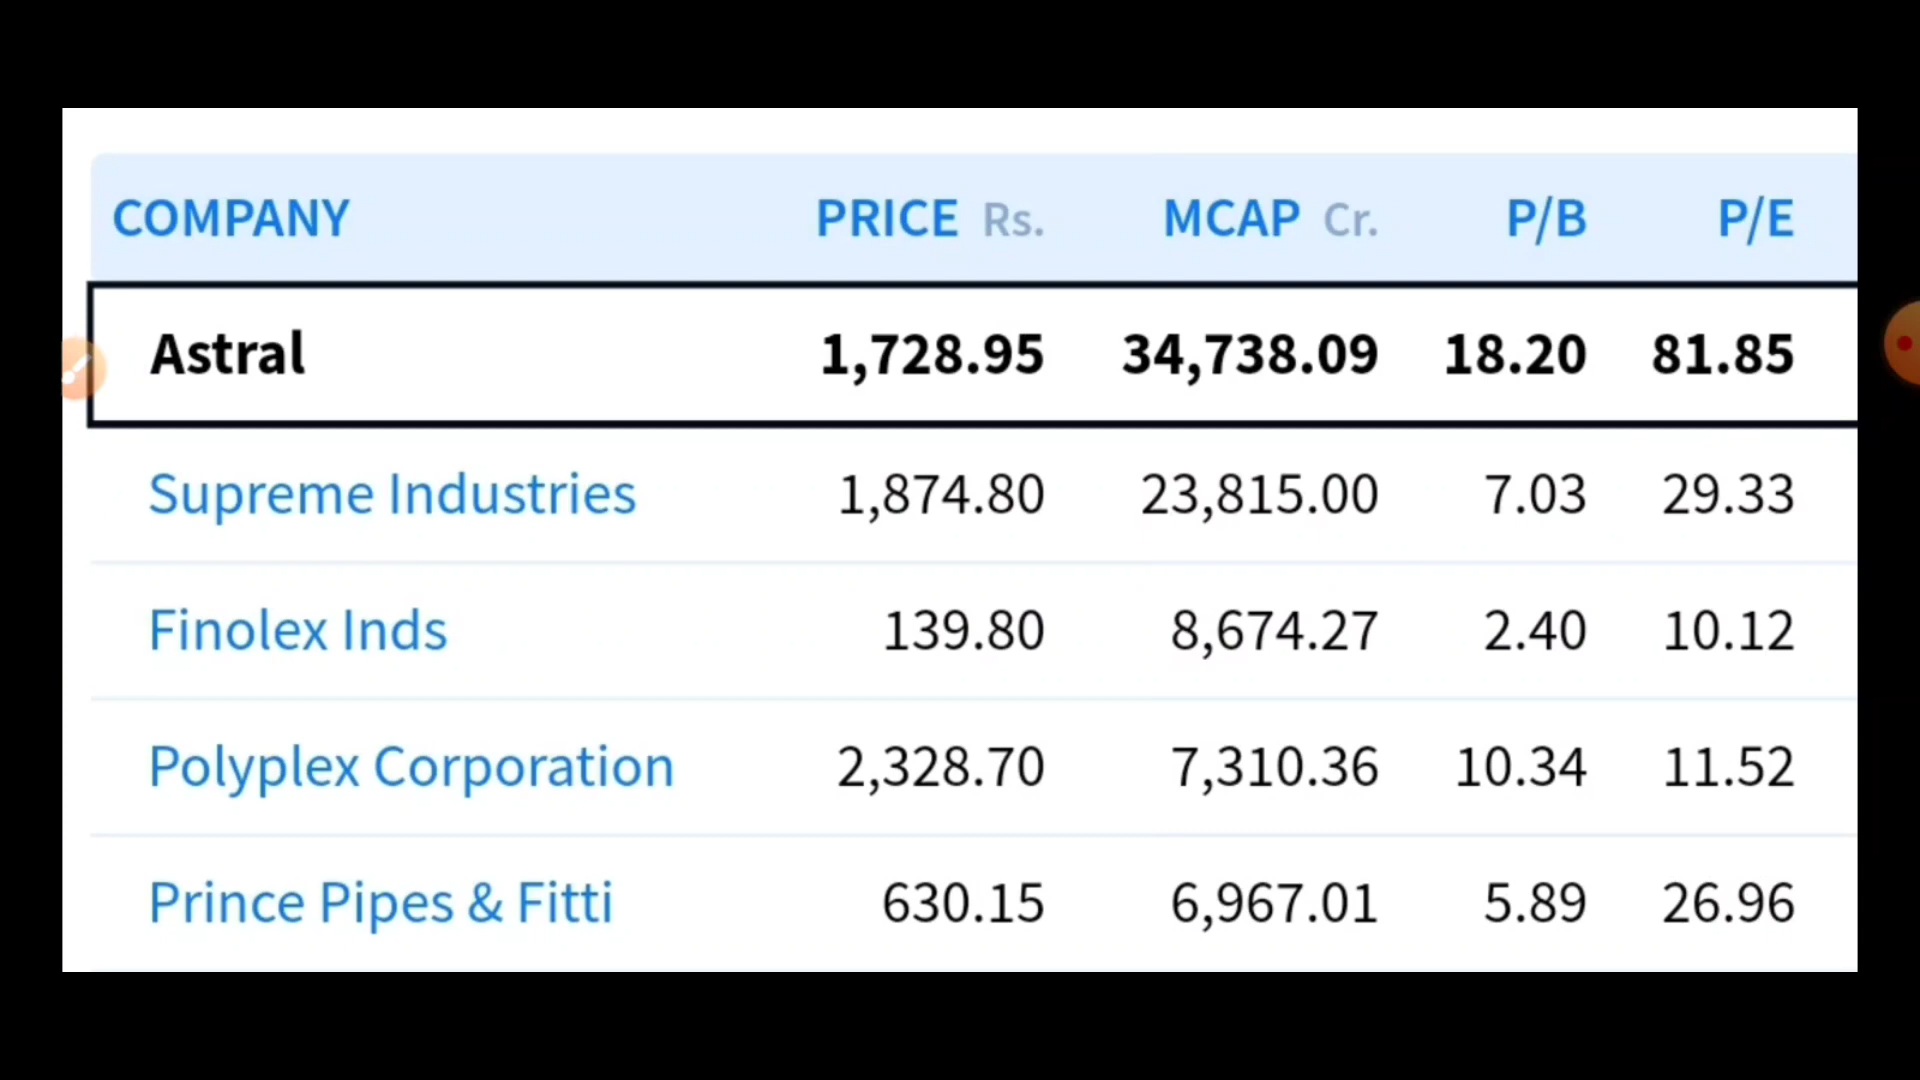 COMPANY PRICE Rs. MCAP Cr. P/B P/E
Astral 1,728.95 34,738.09 18.20 81.85
Supreme Industries 1,874.80 23,815.00 7.03 29.33
Finolex Inds 139.80 8,674.27 2.40 10.12
Polyplex Corporation 2,328.70 7,310.36 10.34 11.52
Prince Pipes & Fitti 630.15 6,967.01 5.89 26.96